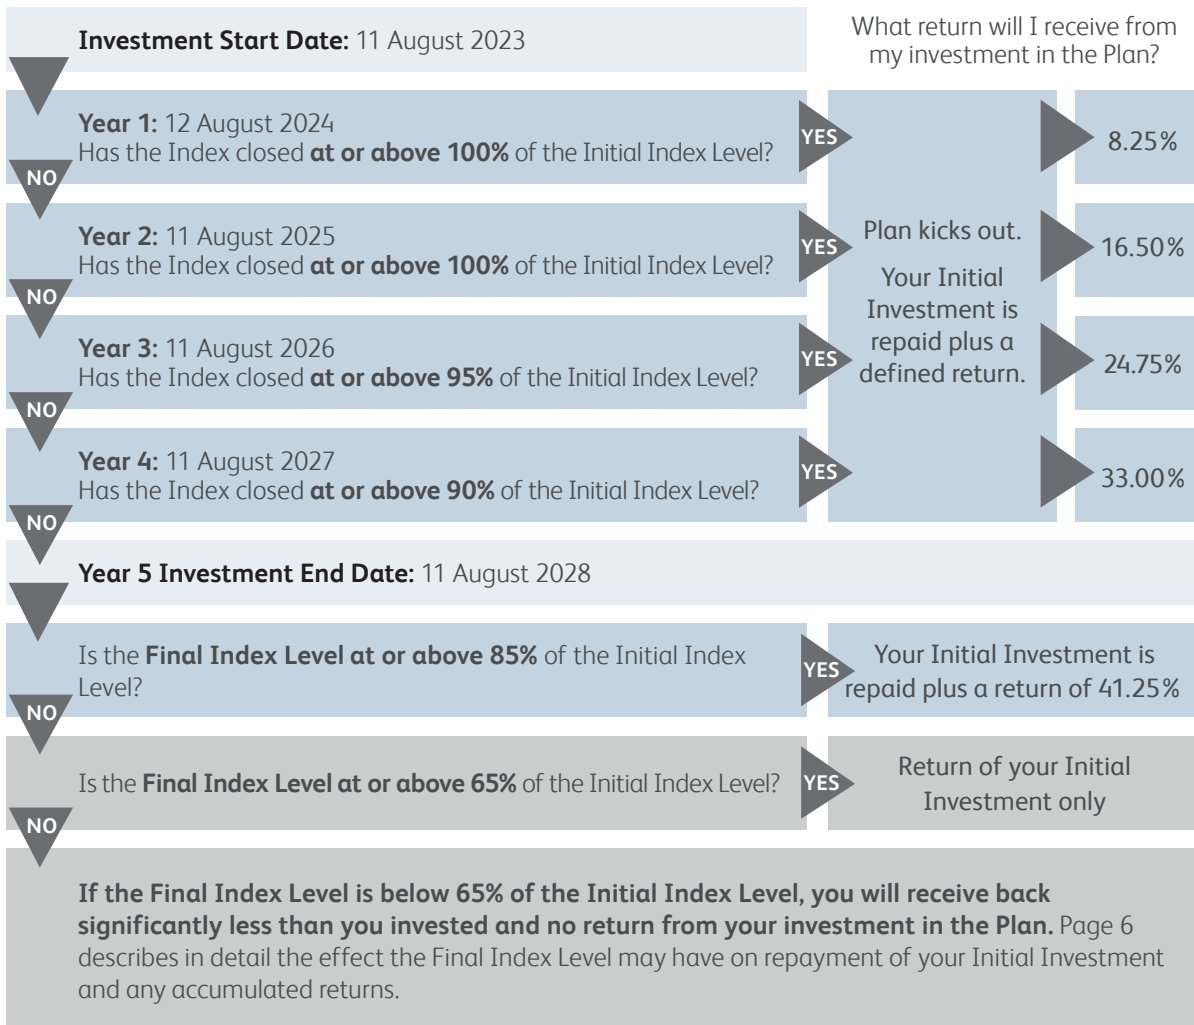 Investment Start Date: 11 August 2023
What return will I receive from
my investment in the Plan?
Year 1: 12 August 2024
Has the Index closed at or above 100% of the Initial Index Level?
YES
8.25%
NO
Year 2: 11 August 2025
Has the Index closed at or above 100% of the Initial Index Level?
YES
16.50%
NO
Year 3: 11 August 2026
Has the Index closed at or above 95% of the Initial Index Level?
YES
24.75%
NO
Year 4: 11 August 2027
Has the Index closed at or above 90% of the Initial Index Level?
YES
33.00%
Plan kicks out.
Your Initial
Investment is
repaid plus a
defined return.
NO
Year 5 Investment End Date: 11 August 2028
Is the Final Index Level at or above 85% of the Initial Index
Level?
YES
Your Initial Investment is
repaid plus a return of 41.25%
NO
Is the Final Index Level at or above 65% of the Initial Index Level?
YES
Return of your Initial
Investment only
NO
If the Final Index Level is below 65% of the Initial Index Level, you will receive back
significantly less than you invested and no return from your investment in the Plan. Page 6
describes in detail the effect the Final Index Level may have on repayment of your Initial Investment
and any accumulated returns.